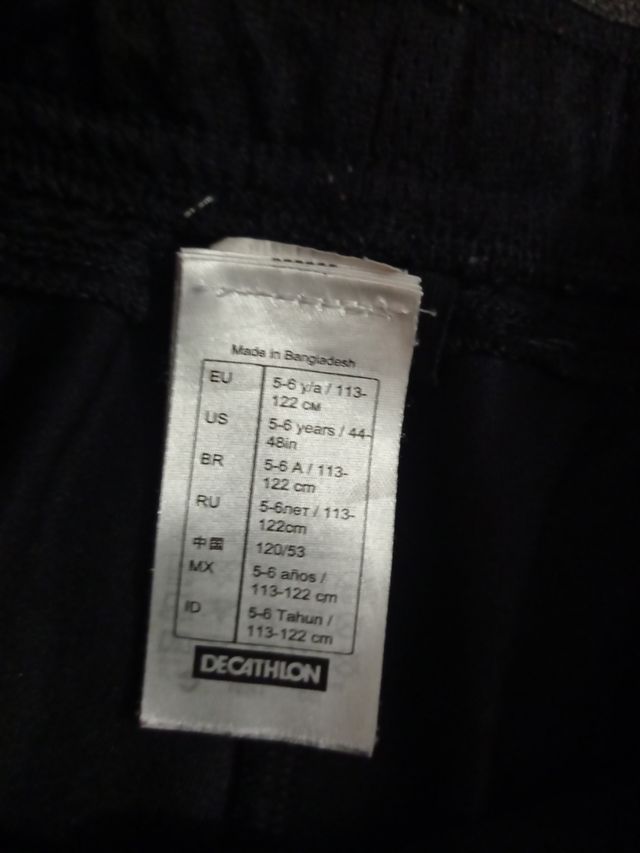 Made in Bangladesh
EU 5-6 y/a / 113-
122 см
US 5-6 years / 44-
48in
BR 5-6 A / 113-
122 cm
RU 5-6лет / 113-
122cm
中国 120/53
MX 5-6 años /
113-122 cm
ID 5-6 Tahun /
113-122 cm
DECATHLON